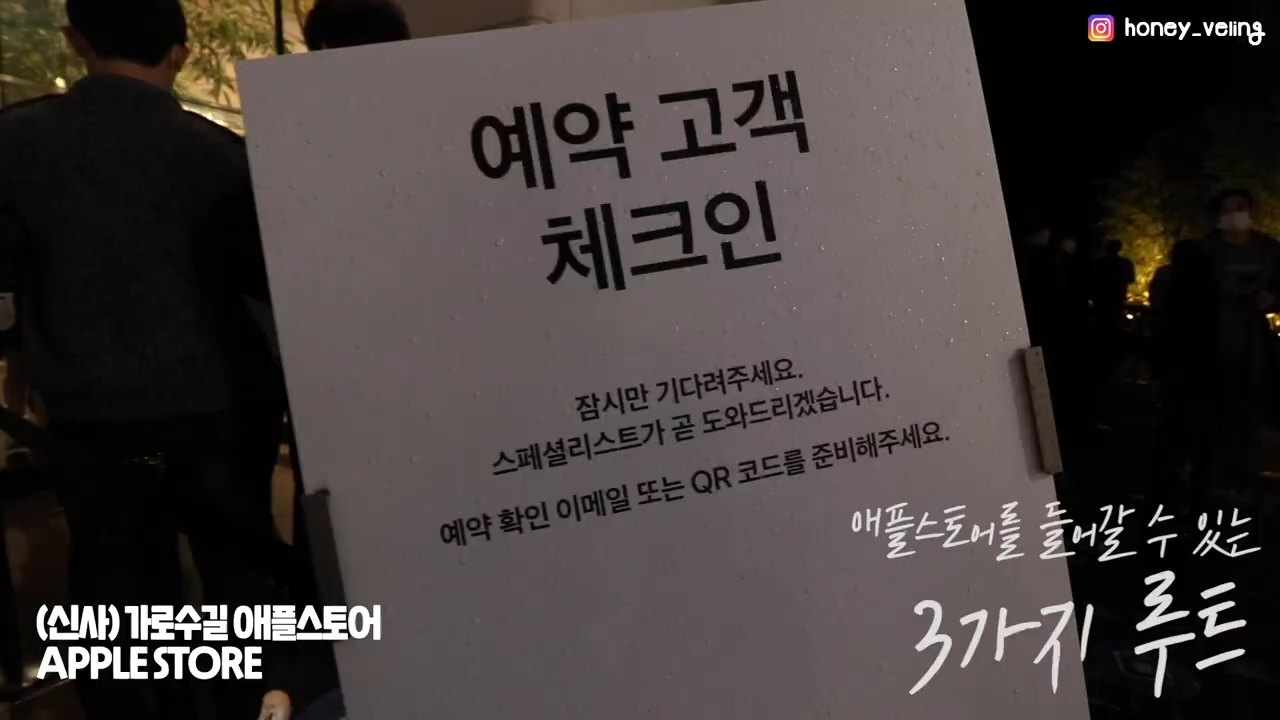 honey_veling
예약 고객
체크인
잠시만 기다려주세요.
스페셜리스트가 곧 도와드리겠습니다.
예약 확인 이메일 또는 QR 코드를 준비해주세요.
애플스토어를 들어갈 수 있는
3가지 루트
(신사) 가로수길 애플스토어
APPLE STORE